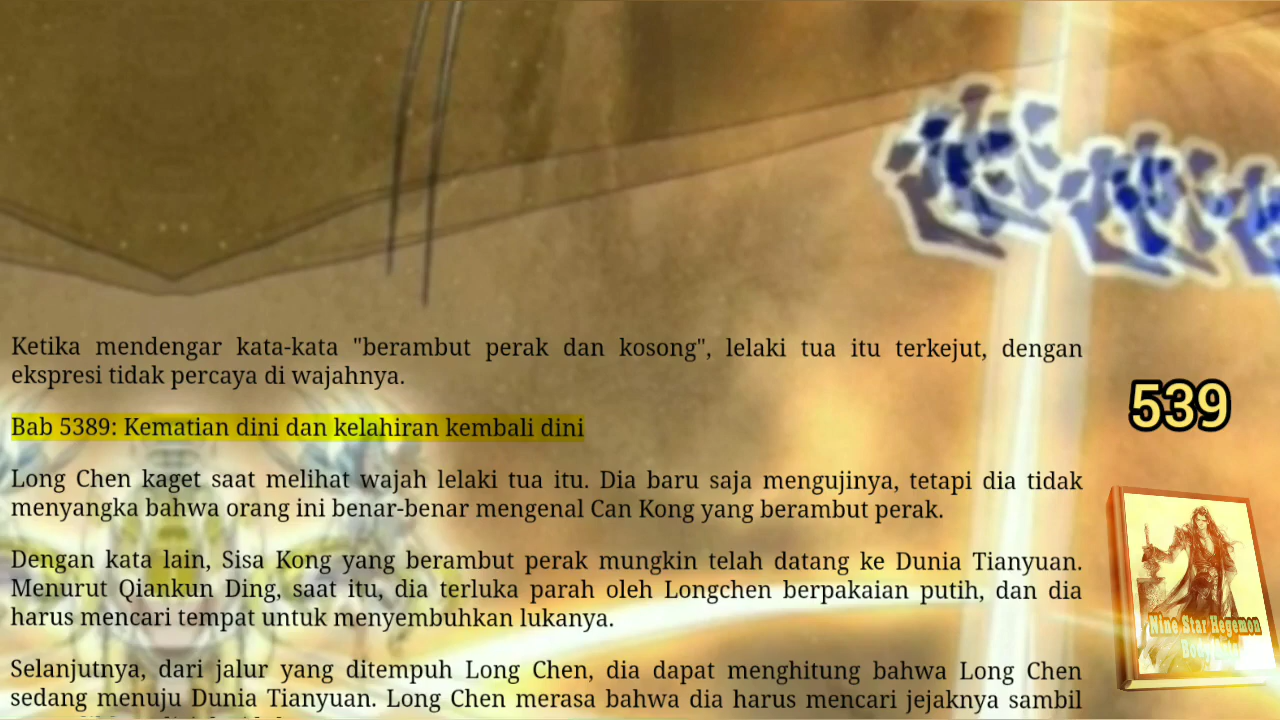 Ketika mendengar kata-kata "berambut perak dan kosong", lelaki tua itu terkejut, dengan
ekspresi tidak percaya di wajahnya.
Bab 5389: Kematian dini dan kelahiran kembali dini
Long Chen kaget saat melihat wajah lelaki tua itu. Dia baru saja mengujinya, tetapi dia tidak
menyangka bahwa orang ini benar-benar mengenal Can Kong yang berambut perak.
Dengan kata lain, Sisa Kong yang berambut perak mungkin telah datang ke Dunia Tianyuan.
Menurut Qiankun Ding, saat itu, dia terluka parah oleh Longchen berpakaian putih, dan dia
harus mencari tempat untuk menyembuhkan lukanya.
Selanjutnya, dari jalur yang ditempuh Long Chen, dia dapat menghitung bahwa Long Chen
sedang menuju Dunia Tianyuan. Long Chen merasa bahwa dia harus mencari jejaknya sambil
539
Nine Star Hegemon